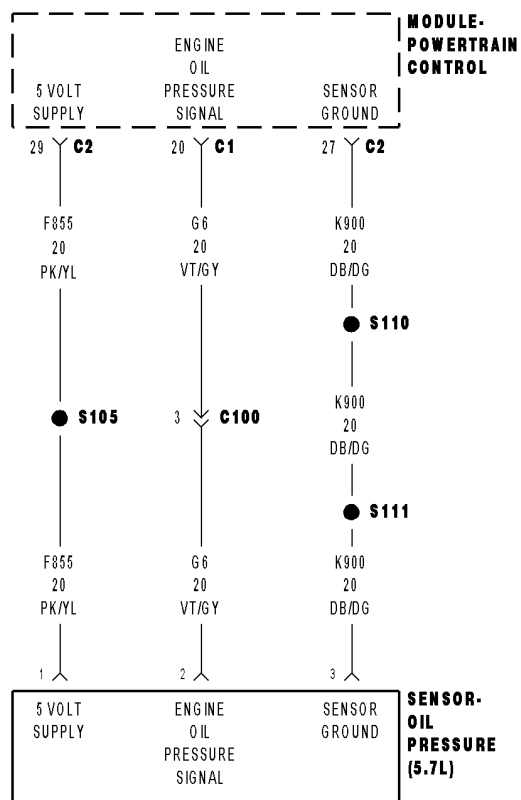 MODULE-
POWERTRAIN
CONTROL
5 VOLT
SUPPLY
ENGINE
OIL
PRESSURE
SIGNAL
SENSOR
GROUND
29 C2
20 C1
27 C2
F855
20
PK/YL
G6
20
VT/GY
K900
20
DB/DG
S110
S105
3 C100
K900
20
DB/DG
S111
F855
20
PK/YL
G6
20
VT/GY
K900
20
DB/DG
1
2
3
5 VOLT
SUPPLY
ENGINE
OIL
PRESSURE
SIGNAL
SENSOR
GROUND
SENSOR-
OIL
PRESSURE
(5.7L)